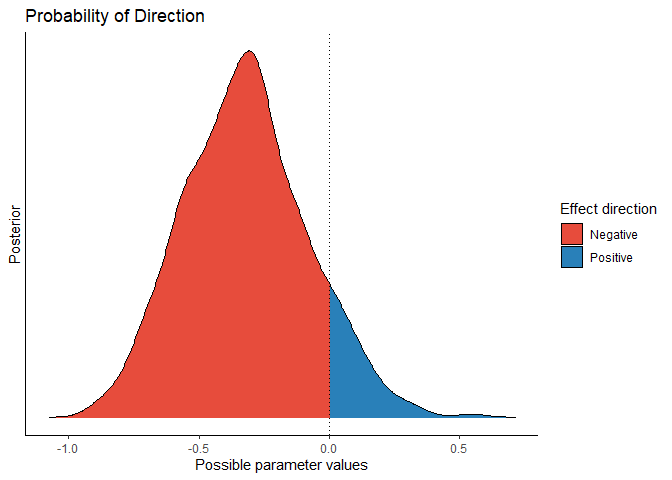 Probability of Direction
Posterior
Effect direction
Negative
Positive
-1.0 -0.5 0.0 0.5
Possible parameter values